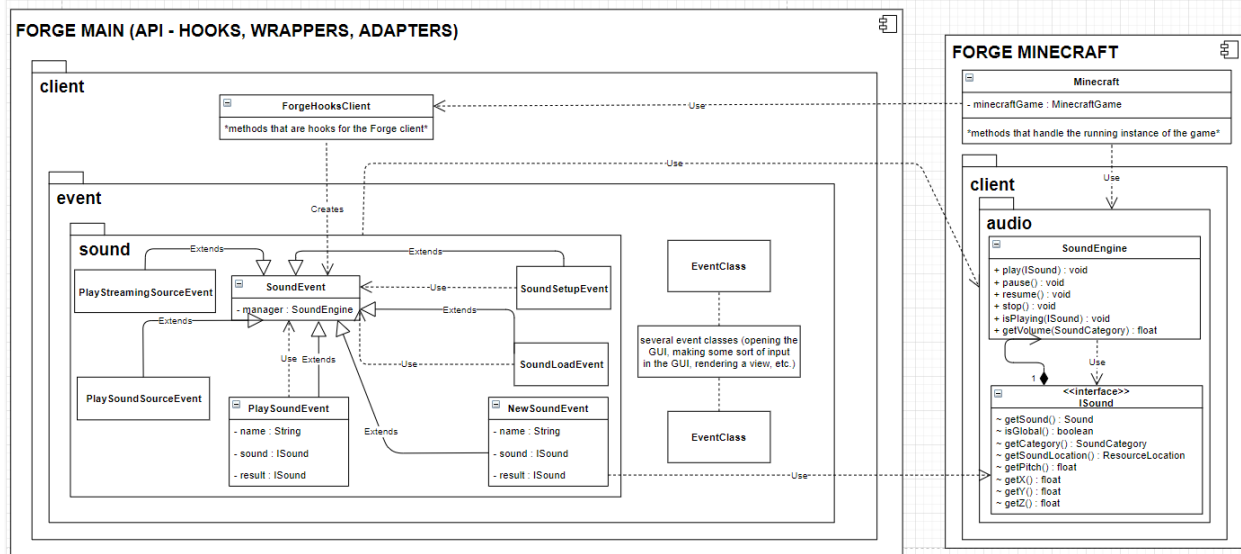 FORGE MAIN (API - HOOKS, WRAPPERS, ADAPTERS)
client
ForgeHooksClient
*methods that are hooks for the Forge client*
Use
Use
Creates
event
sound
Extends
Extends
PlayStreamingSourceEvent
SoundEvent
- manager : SoundEngine
Use
SoundSetupEvent
Extends
Extends
Use
Extends
Use
SoundLoadEvent
PlaySoundSourceEvent
PlaySoundEvent
- name : String
- sound : ISound
- result : ISound
Extends
NewSoundEvent
- name : String
- sound : ISound
- result : ISound
EventClass
several event classes (opening the
GUI, making some sort of input
in the GUI, rendering a view, etc.)
EventClass
Use
FORGE MINECRAFT
Minecraft
- minecraftGame : MinecraftGame
*methods that handle the running instance of the game*
Use
client
audio
SoundEngine
+ play(ISound) : void
+ pause() : void
+ resume() : void
+ stop() : void
+ isPlaying(ISound) : void
+ getVolume(SoundCategory) : float
Use
1
<<interface>>
ISound
~ getSound() : Sound
~ isGlobal() : boolean
~ getCategory() : SoundCategory
~ getSoundLocation() : ResourceLocation
~ getPitch() : float
~ getX() : float
~ getY() : float
~ getZ() : float